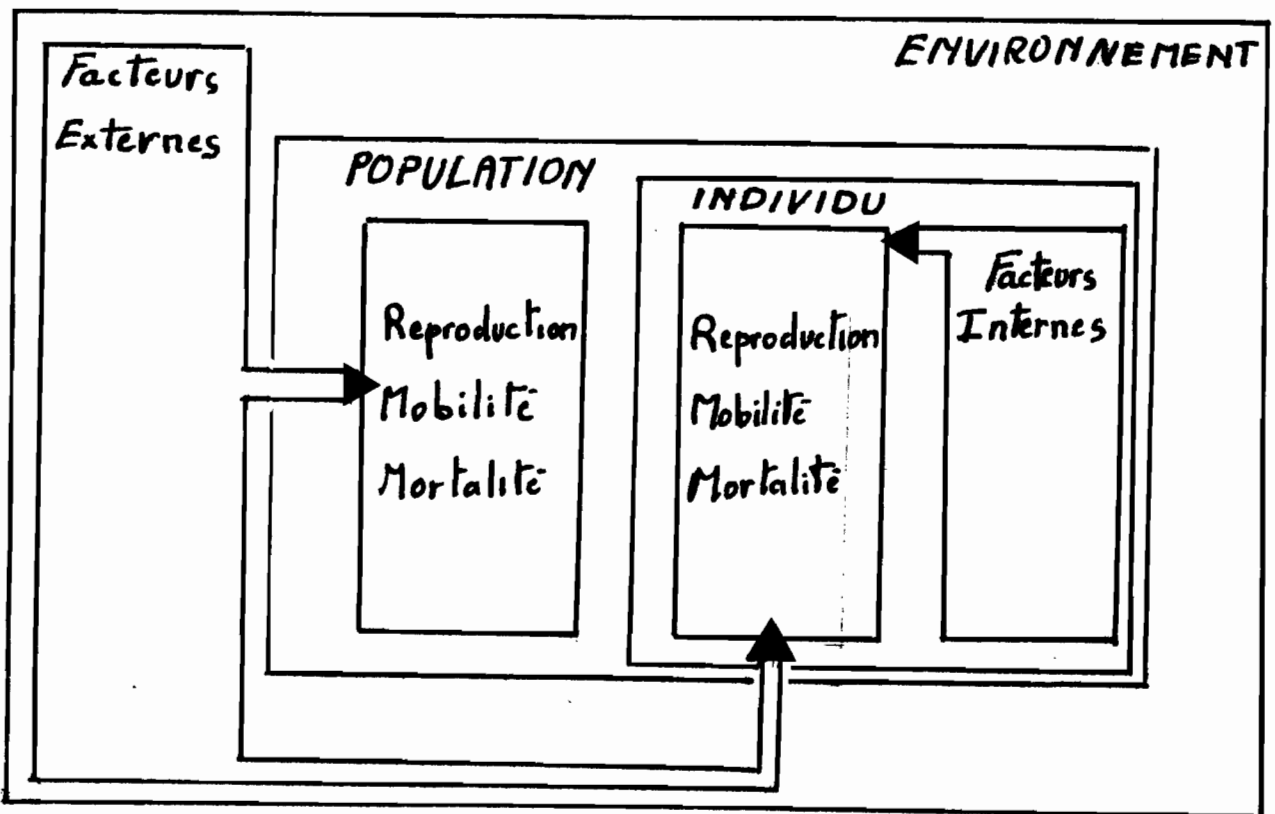 ENVIRONNEMENT
Facteurs
Externes
POPULATION
Reproduction
Mobilité
Mortalité
INDIVIDU
Reproduction
Mobilité
Mortalité
Facteurs
Internes